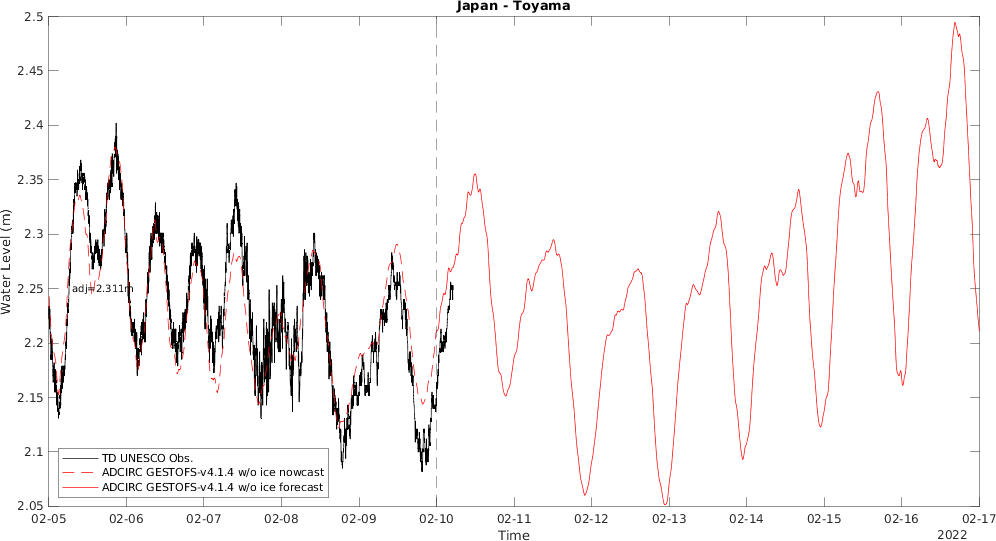 Japan - Toyama
2.5
2.45
2.4
2.35
2.3
2.25
2.2
2.15
2.1
2.05
Water Level (m)
adj=2.311m
TD UNESCO Obs.
ADCIRC GESTOFS-v4.1.4 w/o ice nowcast
ADCIRC GESTOFS-v4.1.4 w/o ice forecast
02-05 02-06 02-07 02-08 02-09 02-10 02-11 02-12 02-13 02-14 02-15 02-16 02-17
Time
2022